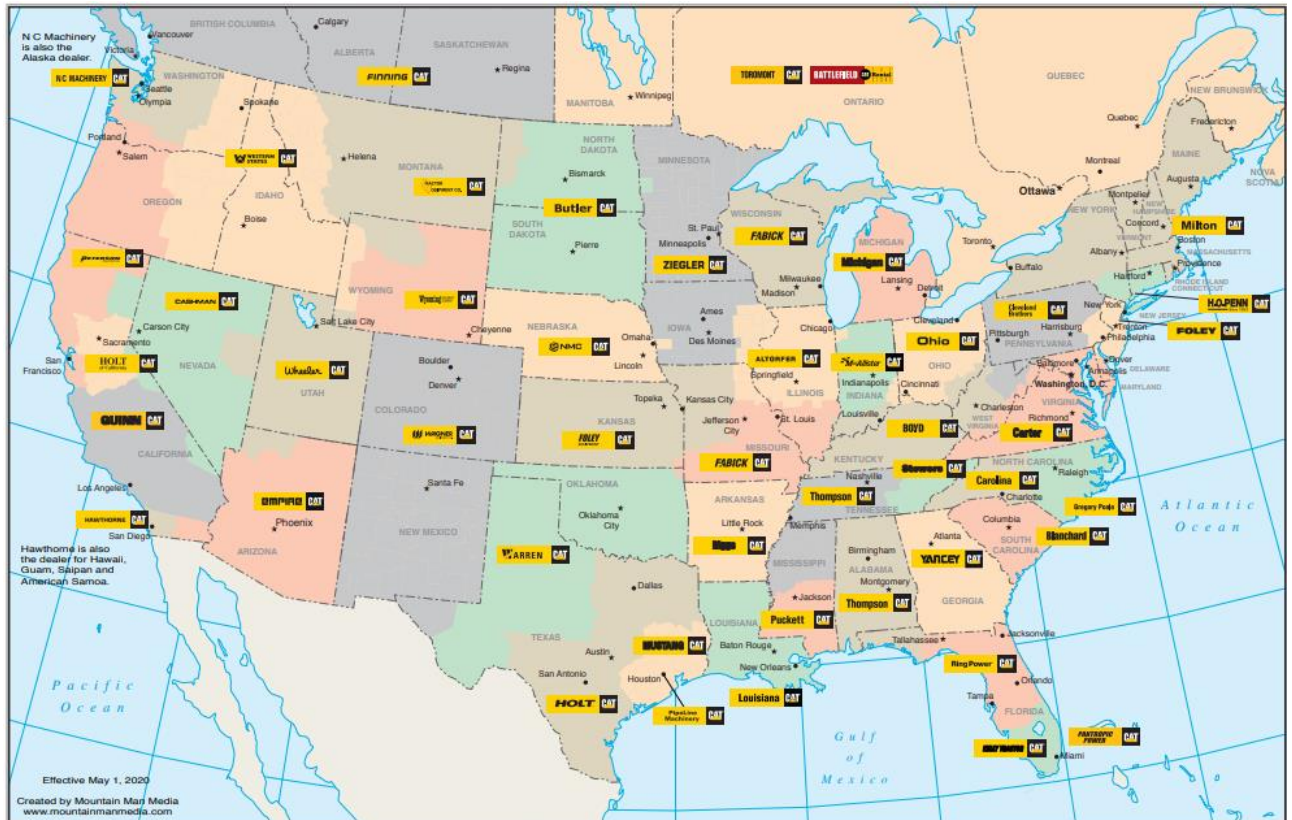 N C Machinery
is also the
Alaska dealer.
BRITISH COLUMBIA
Calgary
Vancouver
Victoria
ALBERTA
SASKATCHEWAN
Regina
FINNING CAT
NC MACHINERY CAT
WASHINGTON
Seattle
Olympia
Spokane
MANITOBA
Winnipeg
TOROMONT CAT
BATTLEFIELD
ONTARIO
QUEBEC
Quebec
NEW BRUNSWICK
Fredericton
NOVA
SCOTIA
Portland
Salem
WESTERN
STATES
CAT
Helena
MONTANA
CAT
NORTH
DAKOTA
Bismarck
Butler CAT
MINNESOTA
Montreal
Ottawa
MAINE
Augusta
Montpelier
OREGON
IDAHO
Boise
SOUTH
DAKOTA
Pierre
St. Paul
Minneapolis
ZIEGLER CAT
WISCONSIN
FABICK CAT
MICHIGAN
Michigan CAT
Toronto
NEW YORK
NEW
HAMPSHIRE
Concord
VERMONT
Milton CAT
Albany
Boston
MASSACHUSETTS
PETERSON CAT
WYOMING
Wyoming CAT
Milwaukee
Madison
Lansing
Detroit
Buffalo
Hartford
Providence
RHODE ISLAND
CONNECTICUT
CASHMAN CAT
Carson City
Sacramento
Salt Lake City
Cheyenne
NEBRASKA
NMC CAT
Omaha
Lincoln
IOWA
Ames
Des Moines
Chicago
Cleveland
Cleveland
Brothers
CAT
New York
H.O.PENN CAT
NEW JERSEY
San
Francisco
HOLT
of California
CAT
NEVADA
Wheeler CAT
UTAH
Boulder
Denver
COLORADO
ALTORFER CAT
Springfield
ILLINOIS
McAllister CAT
Indianapolis
INDIANA
Ohio CAT
OHIO
Cincinnati
Pittsburgh
Harrisburg
PENNSYLVANIA
Trenton
Philadelphia
FOLEY CAT
Baltimore
Dover
Annapolis
DELAWARE
Washington, D.C.
MARYLAND
QUINN CAT
CALIFORNIA
WAGNER CAT
Topeka
Kansas City
KANSAS
FOLEY CAT
Jefferson
City
St. Louis
MISSOURI
FABICK CAT
Louisville
BOYD CAT
KENTUCKY
Charleston
WEST
VIRGINIA
VIRGINIA
Richmond
Carter CAT
Los Angeles
HAWTHORNE CAT
San Diego
EMPIRE CAT
Phoenix
ARIZONA
Santa Fe
NEW MEXICO
OKLAHOMA
Oklahoma
City
WARREN CAT
ARKANSAS
Little Rock
Riggs CAT
Nashville
Thompson CAT
TENNESSEE
Memphis
Stowers CAT
NORTH CAROLINA
Raleigh
Carolina CAT
Charlotte
Gregory Poole CAT
Hawthorne is also
the dealer for Hawaii,
Guam, Saipan and
American Samoa.
Dallas
TEXAS
MISSISSIPPI
Jackson
Puckett CAT
Birmingham
ALABAMA
Montgomery
Thompson CAT
Atlanta
YANCEY CAT
GEORGIA
Columbia
SOUTH
CAROLINA
Blanchard CAT
Atlantic
Ocean
Austin
San Antonio
HOLT CAT
MUSTANG CAT
Houston
PipeLine
Machinery
CAT
LOUISIANA
Baton Rouge
New Orleans
Louisiana CAT
Tallahassee
Jacksonville
Ring Power CAT
Orlando
Tampa
FLORIDA
CAT
Miami
PANTROPIC
POWER
CAT
Pacific
Ocean
Gulf
of
Mexico
Effective May 1, 2020
Created by Mountain Man Media
www.mountainmanmedia.com